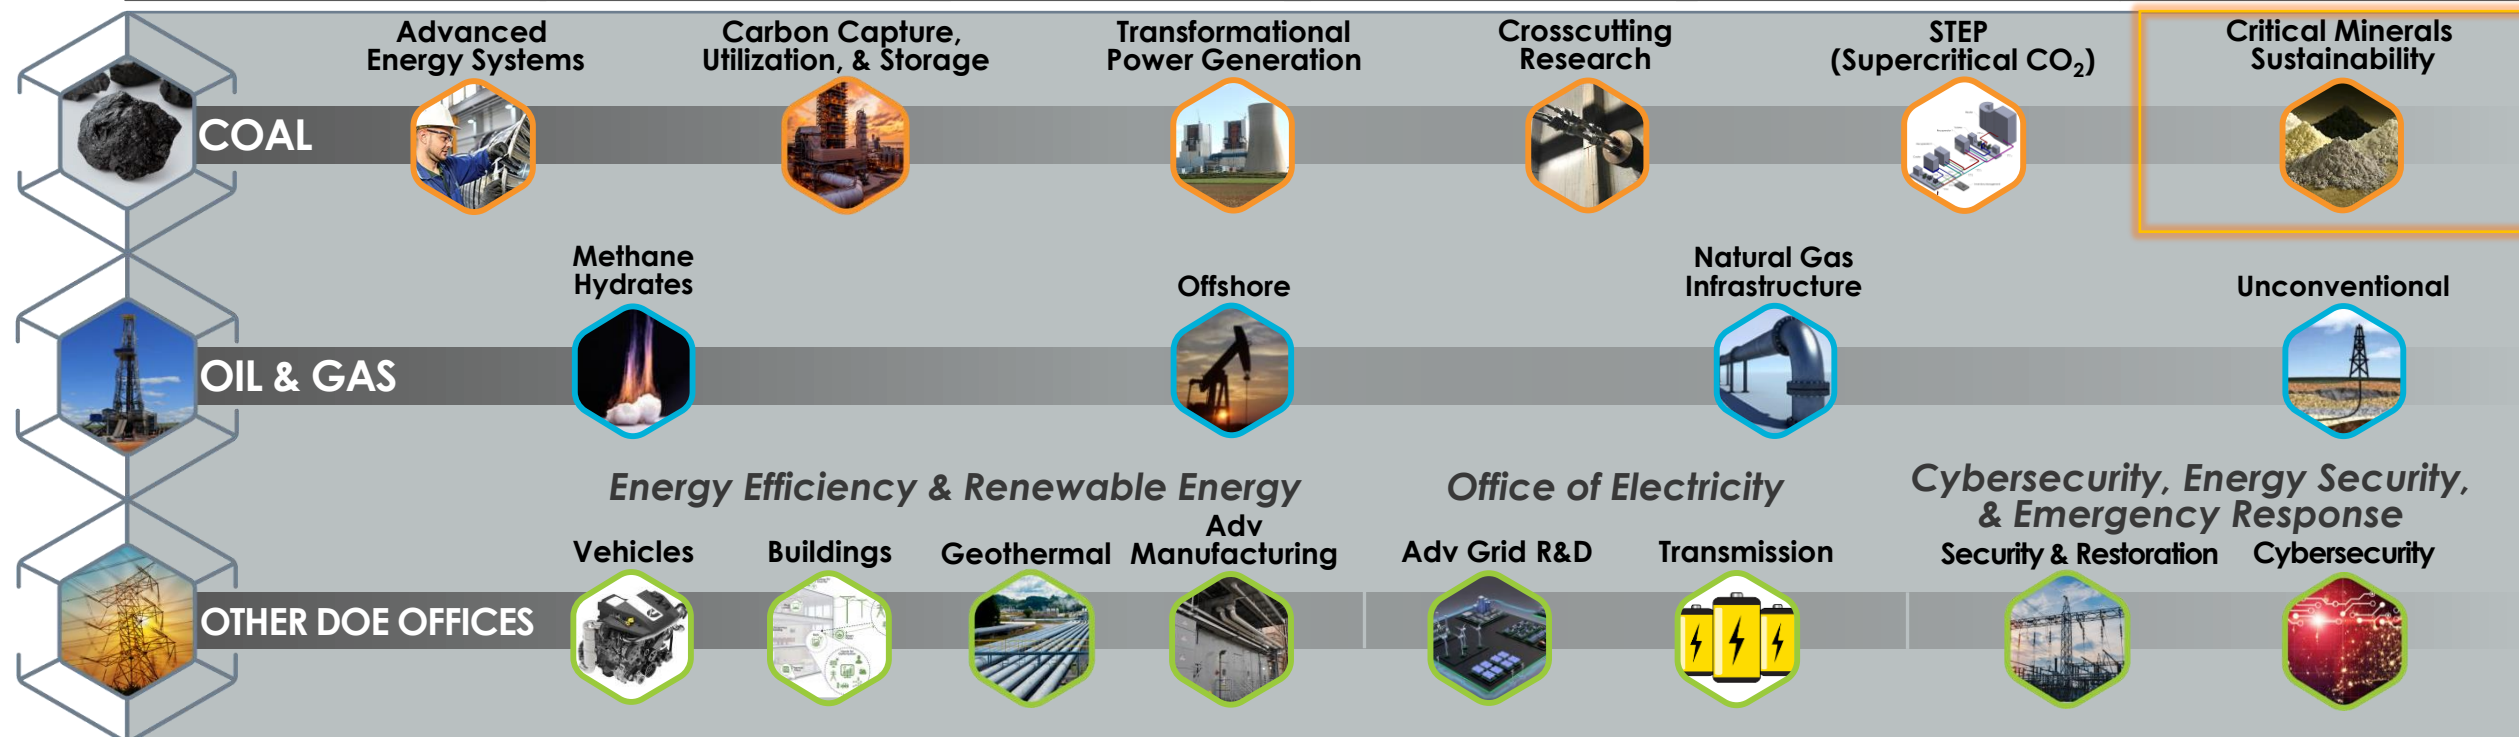 Advanced
Energy Systems
Carbon Capture,
Utilization, & Storage
Transformational
Power Generation
Crosscutting
Research
STEP
(Supercritical CO₂)
Critical Minerals
Sustainability
COAL
Methane
Hydrates
Offshore
Natural Gas
Infrastructure
Unconventional
OIL & GAS
Energy Efficiency & Renewable Energy
Office of Electricity
Cybersecurity, Energy Security,
& Emergency Response
Vehicles
Buildings
Geothermal
Adv
Manufacturing
Adv Grid R&D
Transmission
Security & Restoration
Cybersecurity
OTHER DOE OFFICES